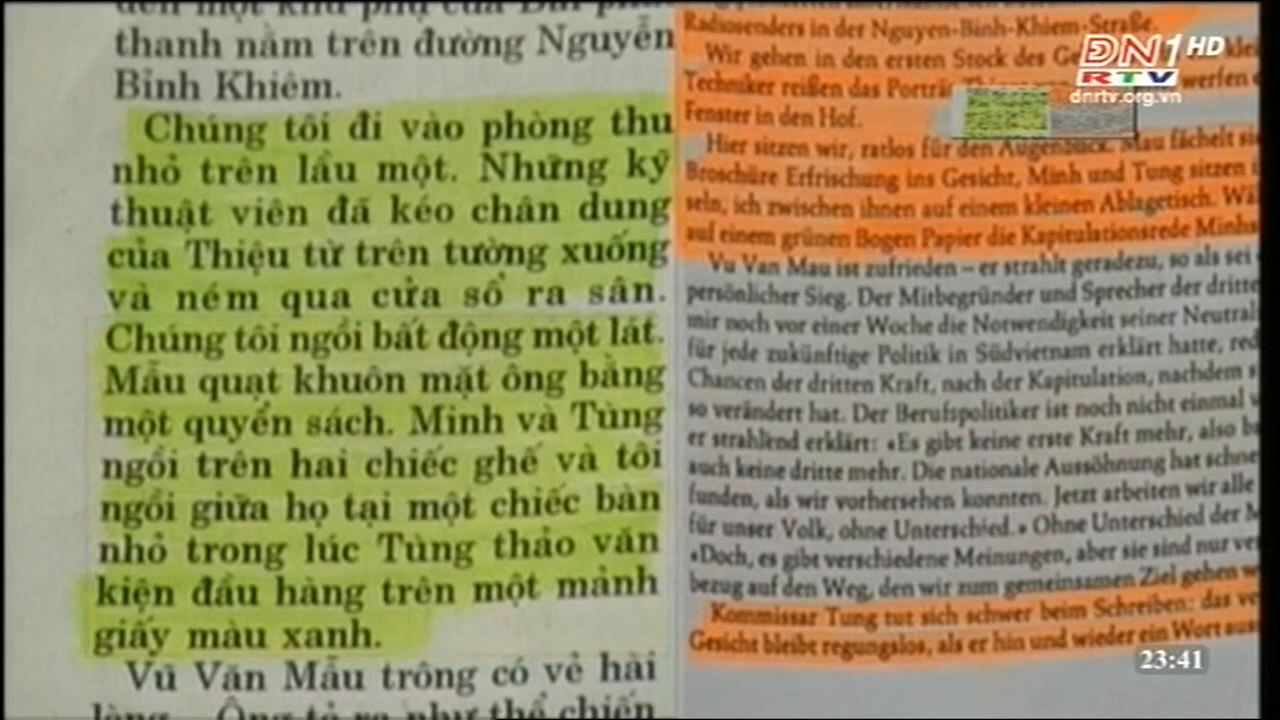 thanh nằm trên đường Nguyễn
Bỉnh Khiêm.
Chúng tôi đi vào phòng thu
nhỏ trên lầu một. Những kỹ
thuật viên đã kéo chân dung
của Thiệu từ trên tường xuống
và ném qua cửa sổ ra sân.
Chúng tôi ngồi bất động một lát.
Mẫu quạt khuôn mặt ông bằng
một quyển sách. Minh và Tùng
ngồi trên hai chiếc ghế và tôi
ngồi giữa họ tại một chiếc bàn
nhỏ trong lúc Tùng thảo văn
kiện đầu hàng trên một mảnh
giấy màu xanh.
Vũ Văn Mẫu trông có vẻ hài
lòng. Ông tỏ ra như thể chiến
Radiosenders in der Nguyen-Binh-Khiem-Straße.
Wir gehen in den ersten Stock des
Techniker reißen das Porträt werfen
Fenster in den Hof.
Hier sitzen wir, ratlos für den Augenblick. Mau fächelt
Broschüre Erfrischung ins Gesicht, Minh und Tung sitzen
seln, ich zwischen ihnen auf einem kleinen Ablagetisch.
auf einem grünen Bogen Papier die Kapitulationsrede Minhs
Vu Van Mau ist zufrieden – er strahlt geradezu, so als sei
persönlicher Sieg. Der Mitbegründer und Sprecher der dritte
mir noch vor einer Woche die Notwendigkeit seiner Neutral
für jede zukünftige Politik in Südvietnam erklärt hatte,
Chancen der dritten Kraft, nach der Kapitulation, nachdem
so verändert hat. Der Berufspolitiker ist noch nicht einmal
er strahlend erklärt: »Es gibt keine erste Kraft mehr, also
auch keine dritte mehr. Die nationale Aussöhnung hat
funden, als wir vorhersehen konnten. Jetzt arbeiten wir alle
für unser Volk, ohne Unterschied.« Ohne Unterschied der
»Doch, es gibt verschiedene Meinungen, aber sie sind nur
bezug auf den Weg, den wir zum gemeinsamen Ziel gehen
Kommissar Tung tut sich schwer beim Schreiben: das
Gesicht bleibt regungslos, als er hin und wieder ein Wort
ĐN1 HD
RTV
dnrtv.org.vn
23:41